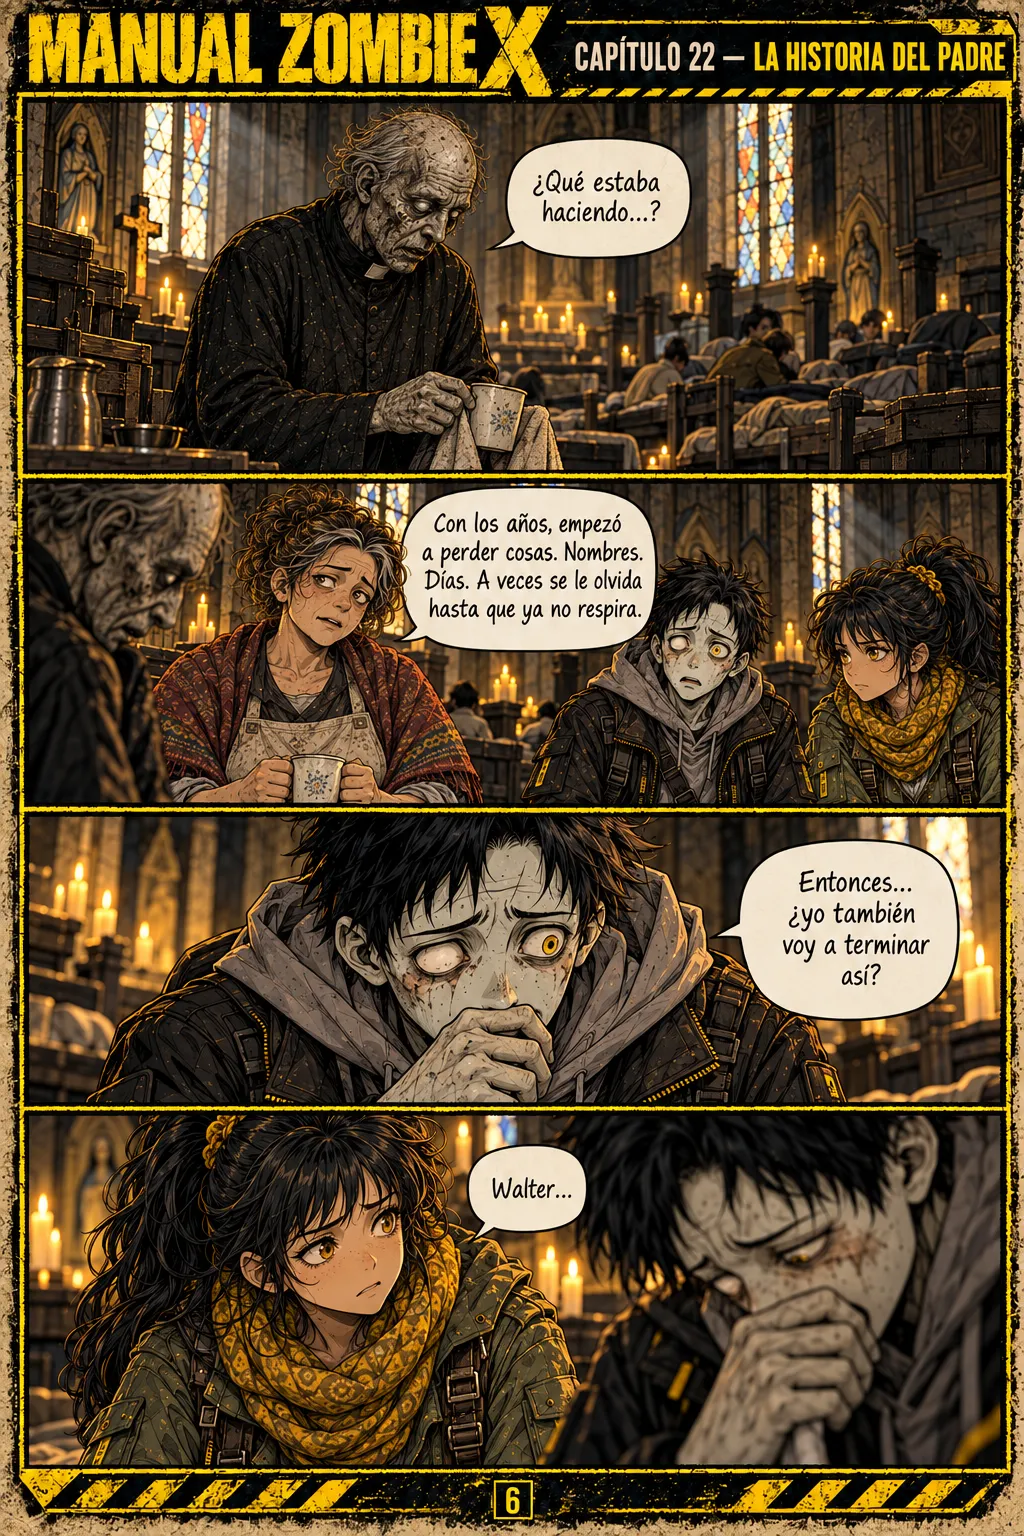 MANUAL ZOMBIE X
CAPÍTULO 22 — LA HISTORIA DEL PADRE
¿Qué estaba
haciendo...?
Con los años, empezó
a perder cosas. Nombres.
Días. A veces se le olvida
hasta que ya no respira.
Entonces...
¿yo también
voy a terminar
así?
Walter...
6